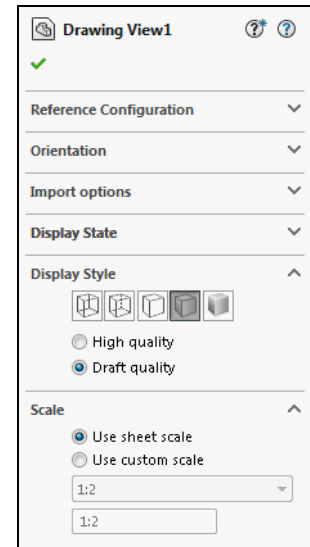 Drawing View1
Reference Configuration
Orientation
Import options
Display State
Display Style
High quality
Draft quality
Scale
Use sheet scale
Use custom scale
1:2
1:2